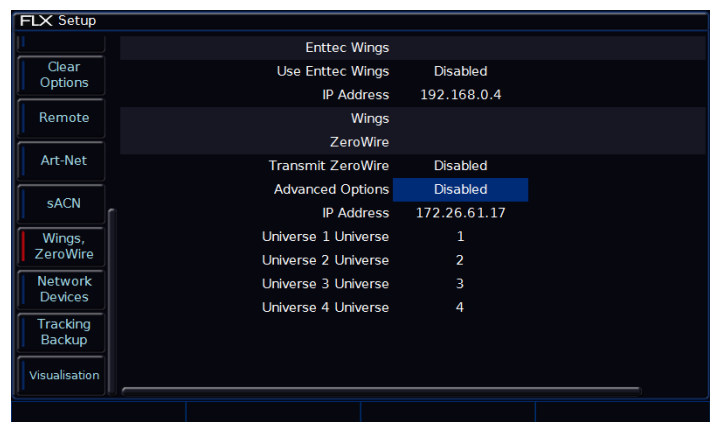 FLX Setup
Clear
Options
Remote
Art-Net
sACN
Wings,
ZeroWire
Network
Devices
Tracking
Backup
Visualisation
Enttec Wings
Use Enttec Wings Disabled
IP Address 192.168.0.4
Wings
ZeroWire
Transmit ZeroWire Disabled
Advanced Options Disabled
IP Address 172.26.61.17
Universe 1 Universe 1
Universe 2 Universe 2
Universe 3 Universe 3
Universe 4 Universe 4